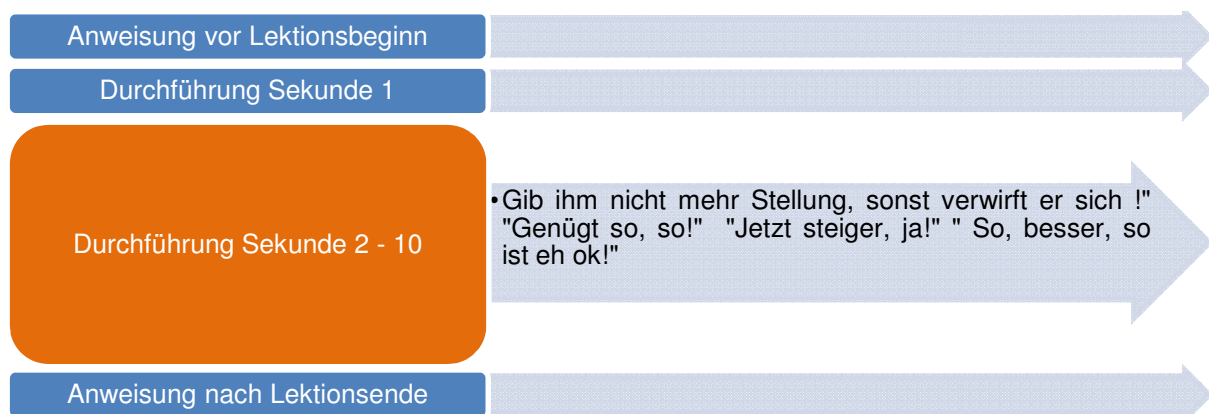 Anweisung vor Lektionsbeginn
Durchführung Sekunde 1
Durchführung Sekunde 2 - 10
•Gib ihm nicht mehr Stellung, sonst verwirft er sich !"
"Genügt so, so!" "Jetzt steiger, ja!" " So, besser, so
ist eh ok!"
Anweisung nach Lektionsende